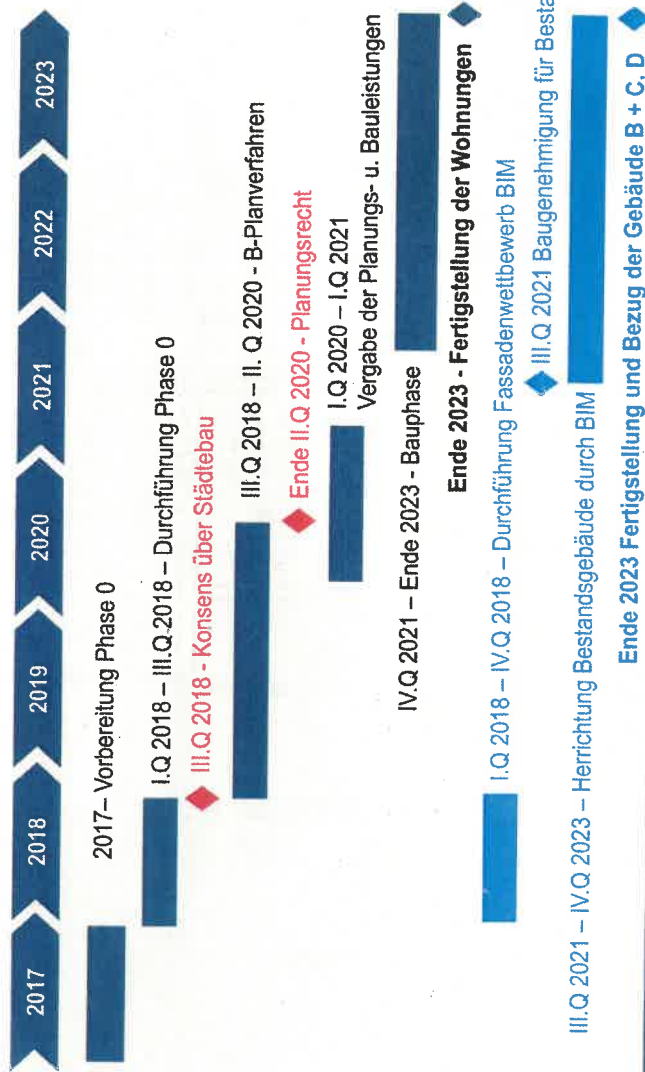 2017
2018
2019
2020
2021
2022
2023
2017– Vorbereitung Phase 0
I.Q 2018 – III.Q 2018 – Durchführung Phase 0
III.Q 2018 - Konsens über Städtebau
III.Q 2018 – II. Q 2020 - B-Planverfahren
Ende II.Q 2020 - Planungsrecht
I.Q 2020 – I.Q 2021
Vergabe der Planungs- u. Bauleistungen
IV.Q 2021 – Ende 2023 - Bauphase
Ende 2023 - Fertigstellung der Wohnungen
I.Q 2018 – IV.Q 2018 – Durchführung Fassadenwettbewerb BIM
III.Q 2021 Baugenehmigung für Besta
III.Q 2021 – IV.Q 2023 – Herrichtung Bestandsgebäude durch BIM
Ende 2023 Fertigstellung und Bezug der Gebäude B + C, D